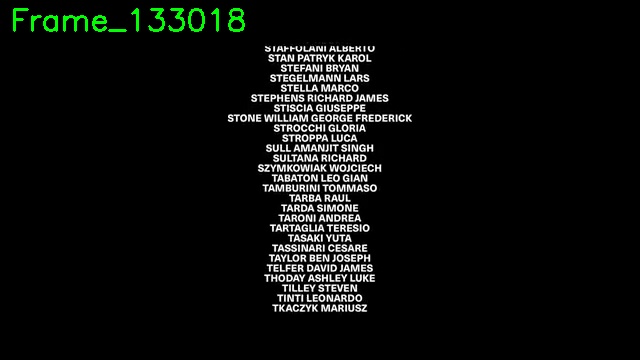 Frame_133018
STAFFOLANI ALBERTO
STAN PATRYK KAROL
STEFANI BRYAN
STEGELMANN LARS
STELLA MARCO
STEPHENS RICHARD JAMES
STISCIA GIUSEPPE
STONE WILLIAM GEORGE FREDERICK
STROCCHI GLORIA
STROPPA LUCA
SULL AMANJIT SINGH
SULTANA RICHARD
SZYMKOWIAK WOJCIECH
TABATON LEO GIAN
TAMBURINI TOMMASO
TARBA RAUL
TARDA SIMONE
TARONI ANDREA
TARTAGLIA TERESIO
TASAKI YUTA
TASSINARI CESARE
TAYLOR BEN JOSEPH
TELFER DAVID JAMES
THODAY ASHLEY LUKE
TILLEY STEVEN
TINTI LEONARDO
TKACZYK MARIUSZ